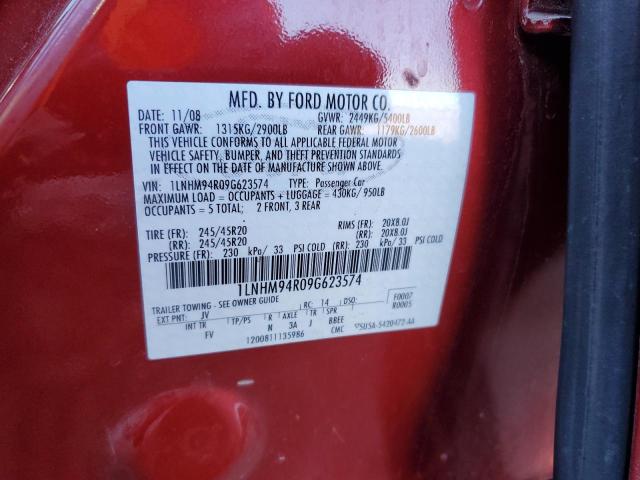 MFD. BY FORD MOTOR CO.
DATE: 11/08 GVWR: 2449KG/5400LB
FRONT GAWR: 1315KG/2900LB REAR GAWR: 1179KG/2600LB
THIS VEHICLE CONFORMS TO ALL APPLICABLE FEDERAL MOTOR
VEHICLE SAFETY, BUMPER, AND THEFT PREVENTION STANDARDS
IN EFFECT ON THE DATE OF MANUFACTURE SHOWN ABOVE.
VIN: 1LNHM94R09G623574 TYPE: Passenger Car
MAXIMUM LOAD = OCCUPANTS + LUGGAGE = 430KG/ 950LB
OCCUPANTS = 5 TOTAL; 2 FRONT, 3 REAR
TIRE (FR): 245/45R20 RIMS (FR): 20X8.0J
(RR): 245/45R20 (RR): 20X8.0J
PRESSURE (FR): 230 kPa/ 33 PSI COLD (RR): 230 kPa/ 33 PSI COLD
1LNHM94R09G623574
TRAILER TOWING - SEE OWNER GUIDE RC: 14 DSO: F0007
EXT PNT: JV R0005
INT TR TP/PS R AXLE TR SPR
FV N 3A J BBEE
1200811135986 CMC